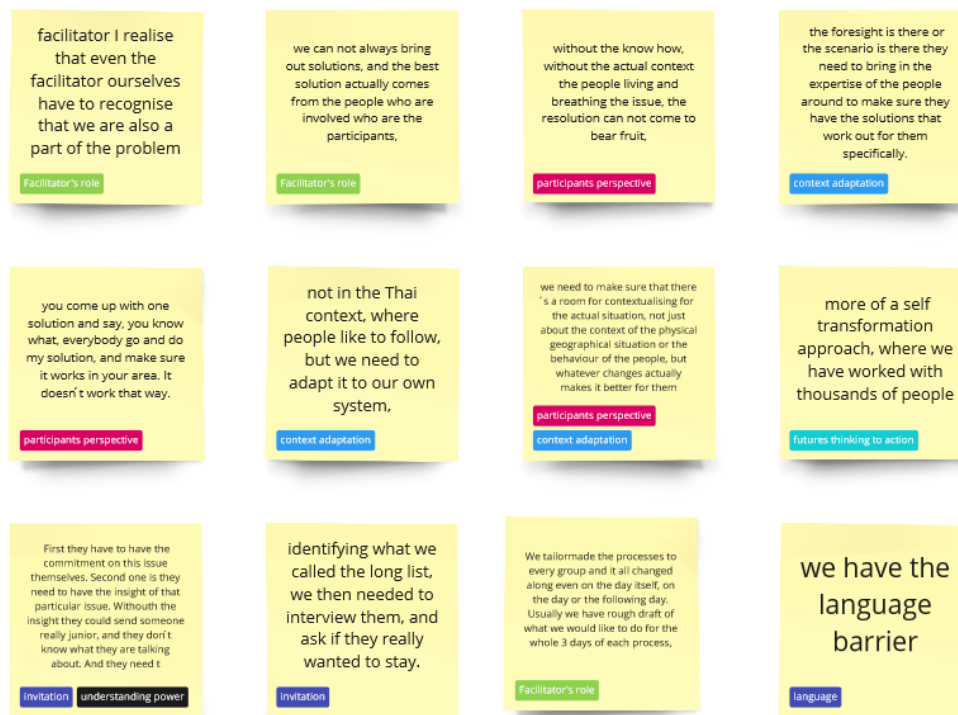 facilitator I realise
that even the
facilitator ourselves
have to recognise
that we are also a
part of the problem
Facilitator's role
we can not always bring
out solutions, and the best
solution actually comes
from the people who are
involved who are the
participants,
Facilitator's role
without the know how,
without the actual context
the people living and
breathing the issue, the
resolution can not come to
bear fruit,
participants perspective
the foresight is there or
the scenario is there they
need to bring in the
expertise of the people
around to make sure they
have the solutions that
work out for them
specifically.
context adaptation
you come up with one
solution and say, you know
what, everybody go and do
my solution, and make sure
it works in your area. It
doesn´t work that way.
participants perspective
not in the Thai
context, where
people like to follow,
but we need to
adapt it to our own
system,
context adaptation
we need to make sure that there
´s a room for contextualising for
the actual situation, not just
about the context of the physical
geographical situation or the
behaviour of the people, but
whatever changes actually
makes it better for them
participants perspective
context adaptation
more of a self
transformation
approach, where we
have worked with
thousands of people
futures thinking to action
First they have to have the
commitment on this issue
themselves. Second one is they
need to have the insight of that
particular issue. Withouth the
insight they could send someone
really junior, and they don´t
know what they are talking
about. And they need t
invitation understanding power
identifying what we
called the long list,
we then needed to
interview them, and
ask if they really
wanted to stay.
invitation
We tailormade the processes to
every group and it all changed
along even on the day itself, on
the day or the following day.
Usually we have rough draft of
what we would like to do for the
whole 3 days of each process,
Facilitator's role
we have the
language
barrier
language